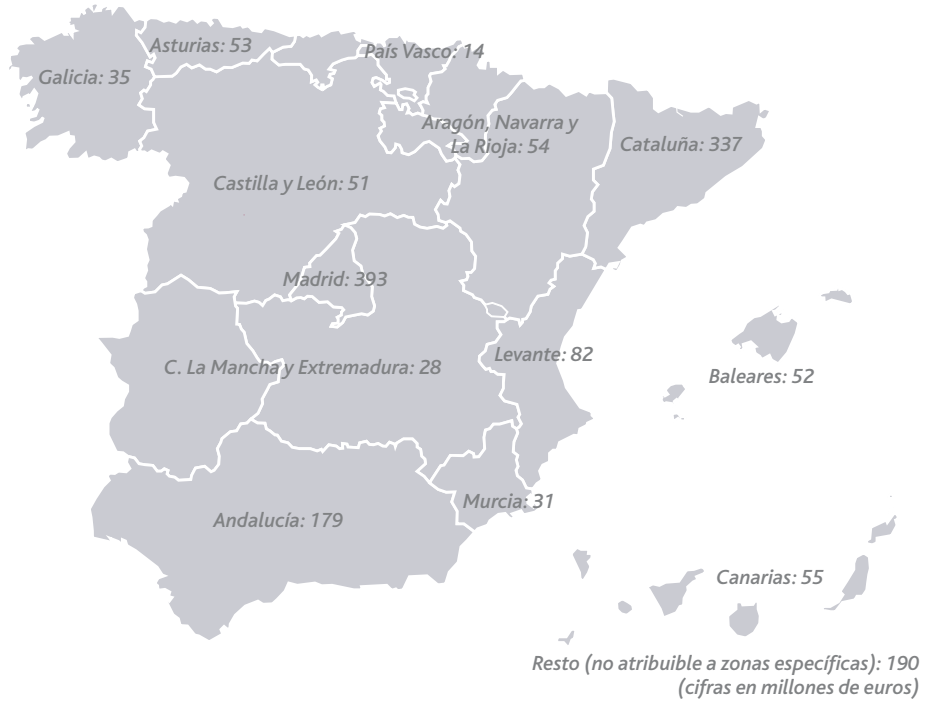 Asturias: 53
País Vasco: 14
Galicia: 35
Aragón, Navarra y
La Rioja: 54
Cataluña: 337
Castilla y León: 51
Madrid: 393
Levante: 82
C. La Mancha y Extremadura: 28
Baleares: 52
Murcia: 31
Andalucía: 179
Canarias: 55
Resto (no atribuible a zonas específicas): 190
(cifras en millones de euros)